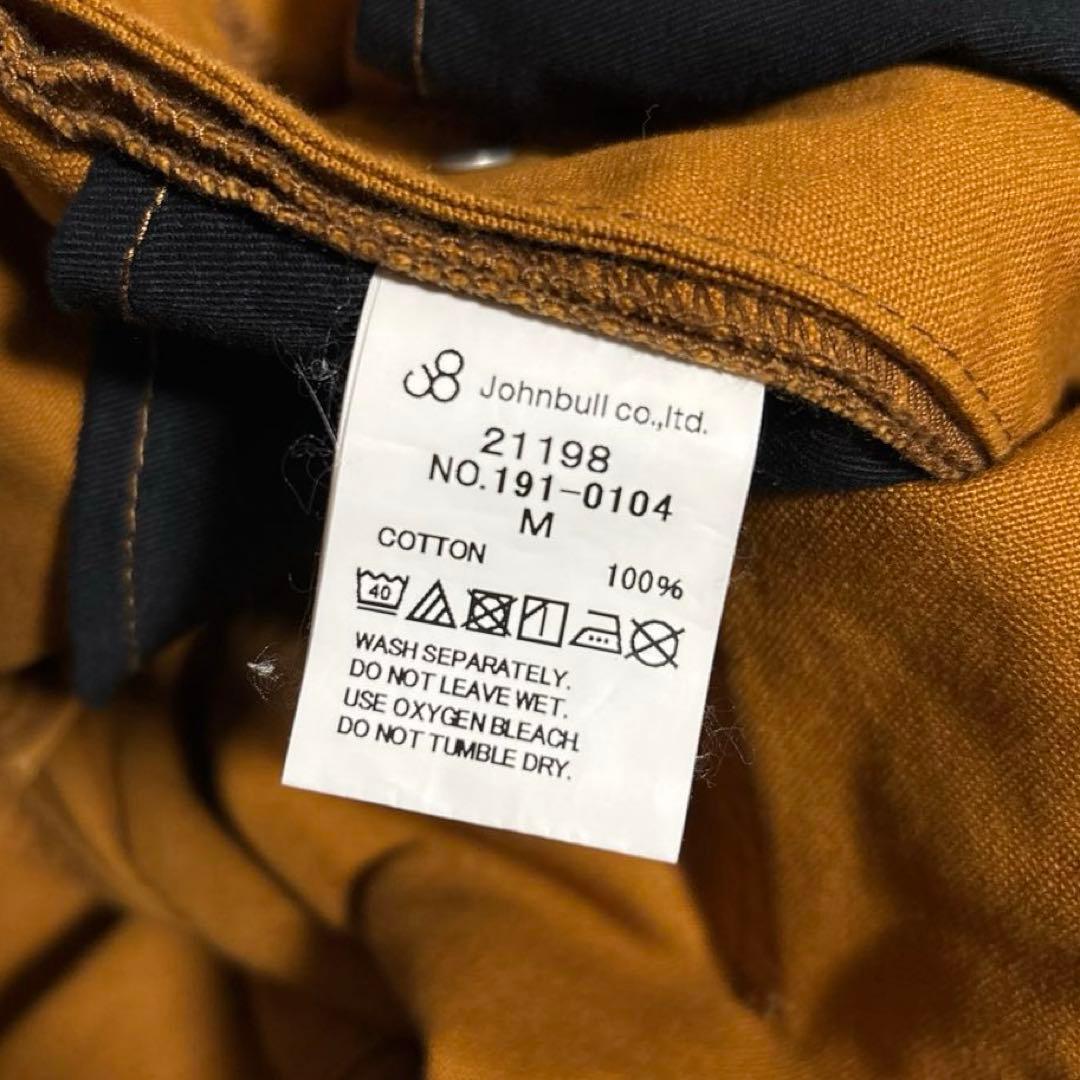 Johnbull co.,ltd.
21198
NO.191-0104
M
COTTON 100%
40
WASH SEPARATELY.
DO NOT LEAVE WET.
USE OXYGEN BLEACH.
DO NOT TUMBLE DRY.